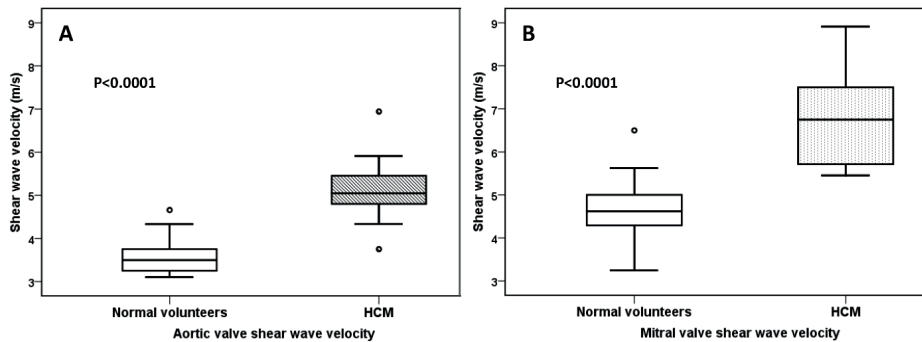 A
P<0.0001
Shear wave velocity (m/s)
9
8
7
6
5
4
3
Normal volunteers
HCM
Aortic valve shear wave velocity
B
P<0.0001
Shear wave velocity (m/s)
9
8
7
6
5
4
3
Normal volunteers
HCM
Mitral valve shear wave velocity